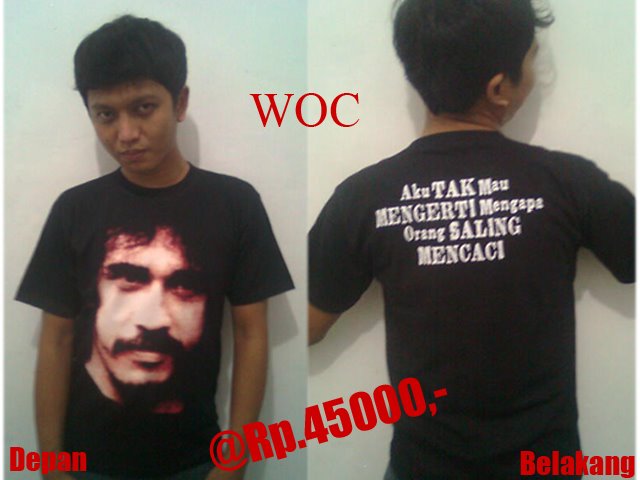 WOC
Aku TAK Mau
MENGERTI Mengapa
Orang SALING
MENCACI
@Rp.45000,-
Depan
Belakang